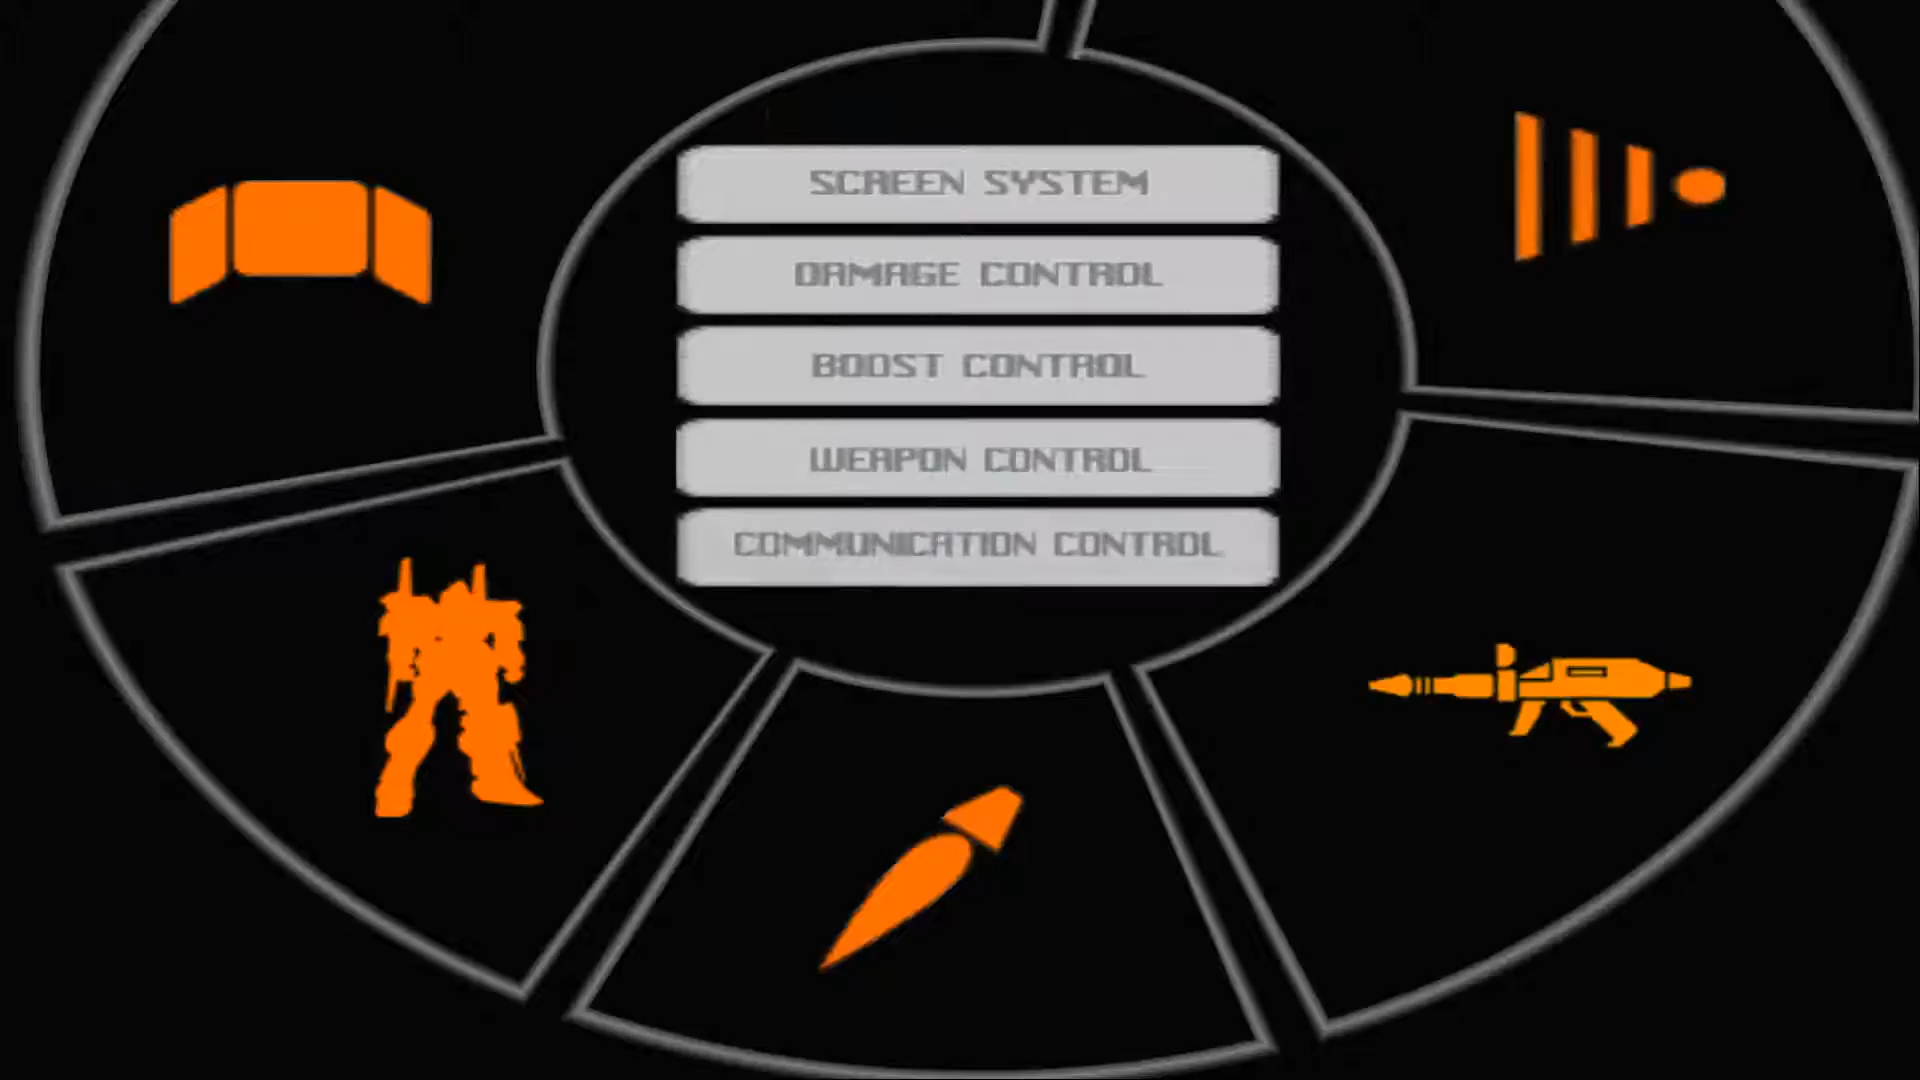 SCREEN SYSTEM
DAMAGE CONTROL
BOOST CONTROL
WEAPON CONTROL
COMMUNICATION CONTROL